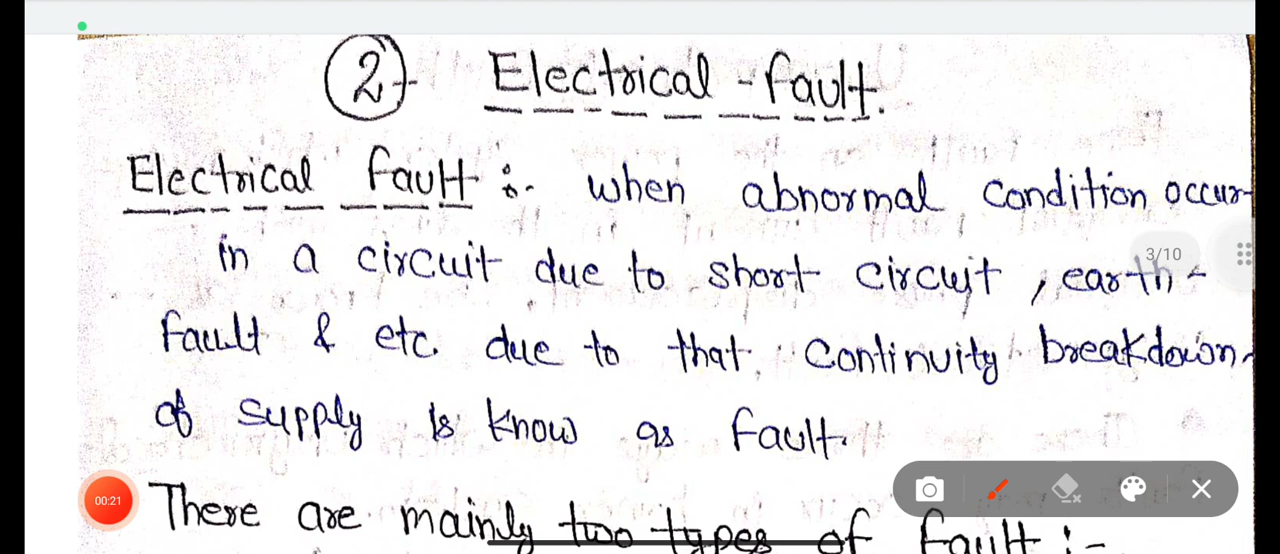 2 Electrical - fault.
Electrical fault :- when abnormal condition occur-
in a circuit due to short circuit , earth -
3/10
fault & etc. due to that, continuity breakdown-
of supply is know as fault.
00:21
There are mainly two types of fault :-